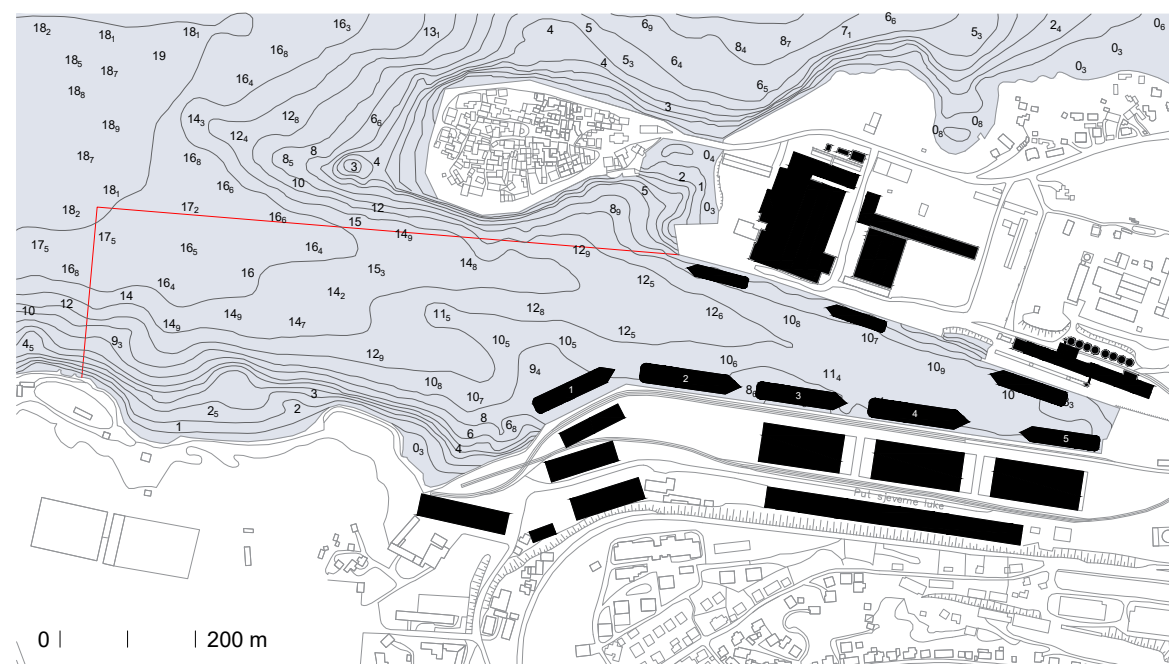 18₂ 18₁ 18₁ 16₃ 13₁ 4 5 6₉ 8₄ 8₇ 7₁ 6₆ 5₃ 2₄ 0₆
18₅ 18₇ 19 16₈ 4 5₃ 6₄ 0₃ 0₃
18₈ 16₄ 6₅
18₉ 14₃ 12₄ 12₈ 6₆ 3 0₈ 0₈
18₇ 16₈ 8₅ 8 3 4 0₄
18₁ 16₆ 10 5 2 1
18₂ 17₂ 16₆ 15 12 8₉ 0₃
17₅ 17₅ 16₅ 16₄ 14₉ 12₉
16₈ 16₄ 16 15₃ 14₈ 12₅
10 12 14 14₉ 14₉ 14₇ 14₂ 11₅ 12₈ 12₆ 10₈
4₅ 9₃ 12₉ 10₅ 10₅ 12₅ 10₇
10₈ 9₄ 10₆ 11₄ 10₉
1 2 3 4 5
3 10₇ 8₆ 10
2₅ 2 8 6₈
1 6 4
0₃
Put sjeverne luke
0 200 m